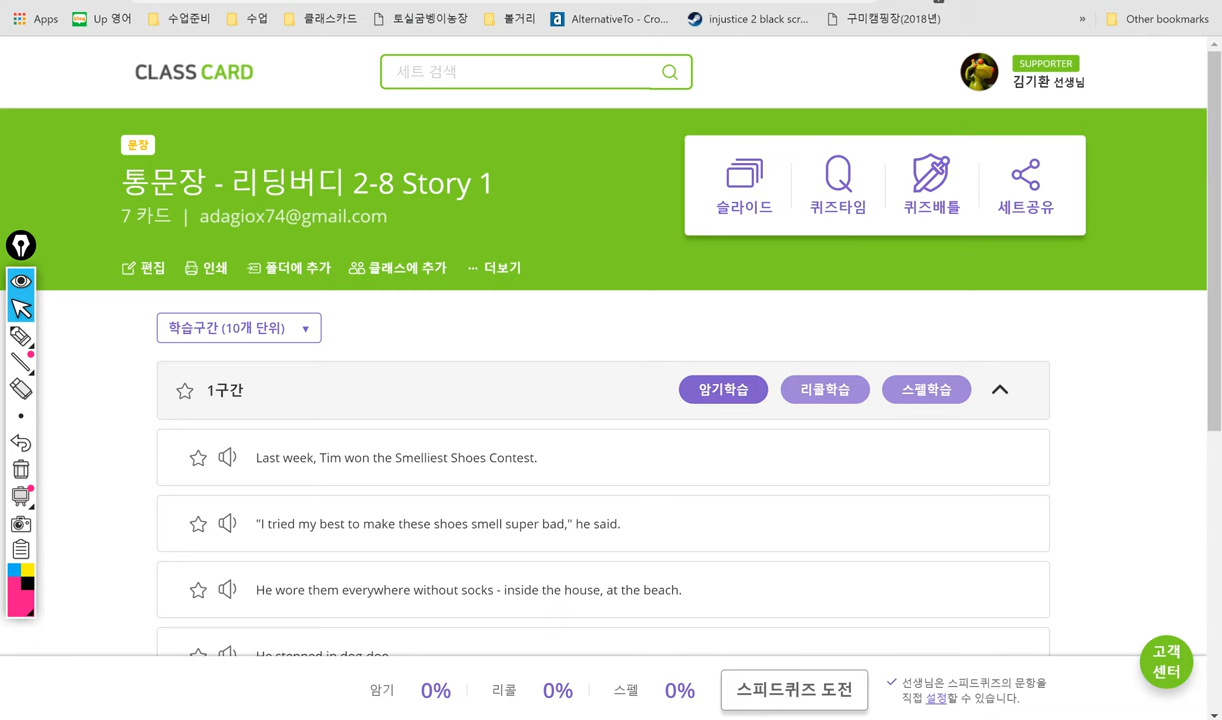 Apps Up 영어 수업준비 수업 클래스카드 토실굼벵이농장 볼거리 AlternativeTo - Cro... injustice 2 black scr... 구미캠핑장(2018년) » Other bookmarks
CLASS CARD
세트 검색
SUPPORTER
김기환 선생님
문장
통문장 - 리딩버디 2-8 Story 1
7 카드 | adagiox74@gmail.com
슬라이드 퀴즈타임 퀴즈배틀 세트공유
편집 인쇄 폴더에 추가 클래스에 추가 ··· 더보기
학습구간 (10개 단위) ▼
1구간 암기학습 리콜학습 스펠학습
Last week, Tim won the Smelliest Shoes Contest.
"I tried my best to make these shoes smell super bad," he said.
He wore them everywhere without socks - inside the house, at the beach.
He stepped in dog doo.
고객
센터
암기 0% 리콜 0% 스펠 0% 스피드퀴즈 도전
선생님은 스피드퀴즈의 문항을
직접 설정할 수 있습니다.